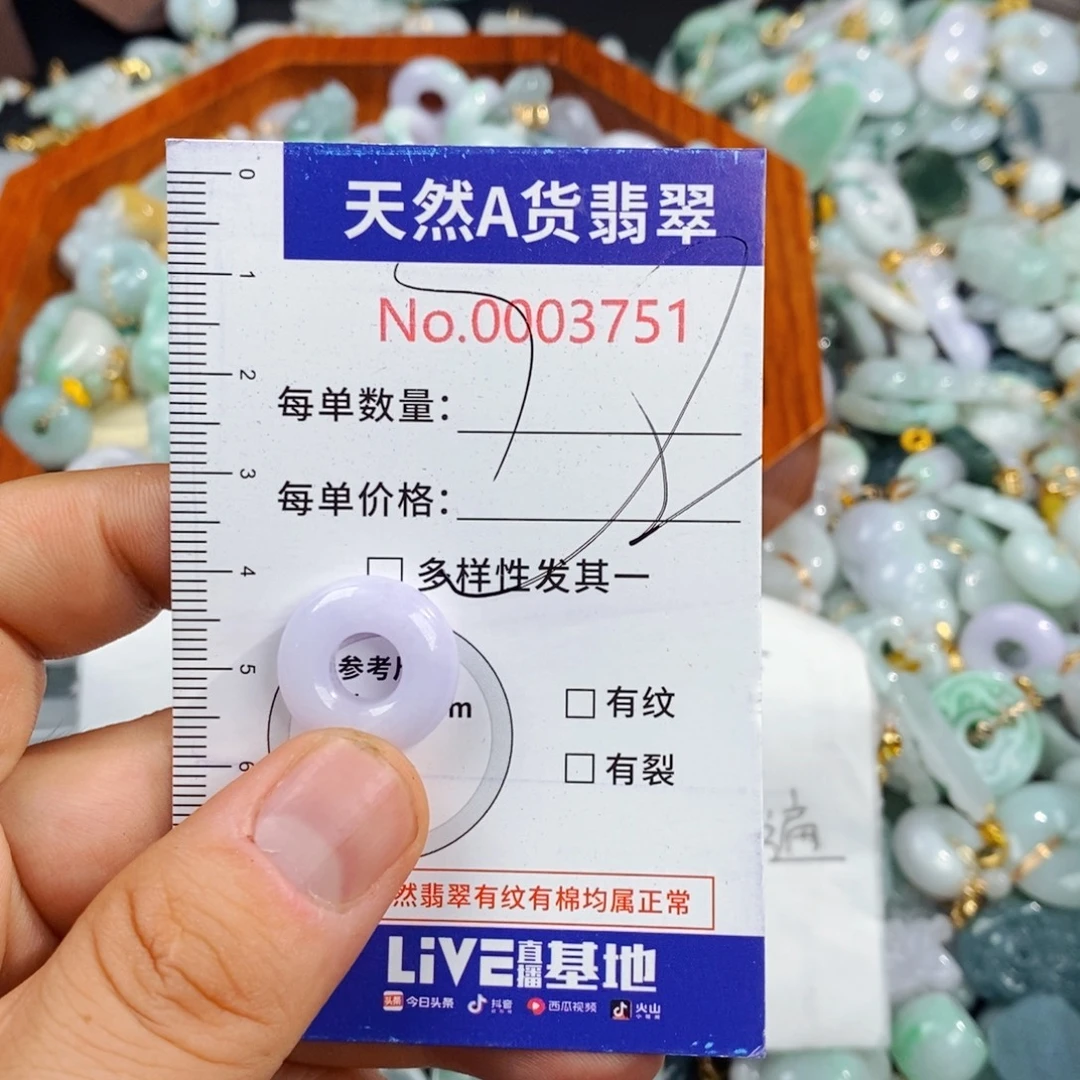 天然A货翡翠
No.0003751
每单数量：
每单价格：
多样性发其一
参考
m
有纹
有裂
然翡翠有纹有棉均属正常
LiVE直播基地
今日头条 抖音 西瓜视频 火山
0
1
2
3
4
5
6
遍